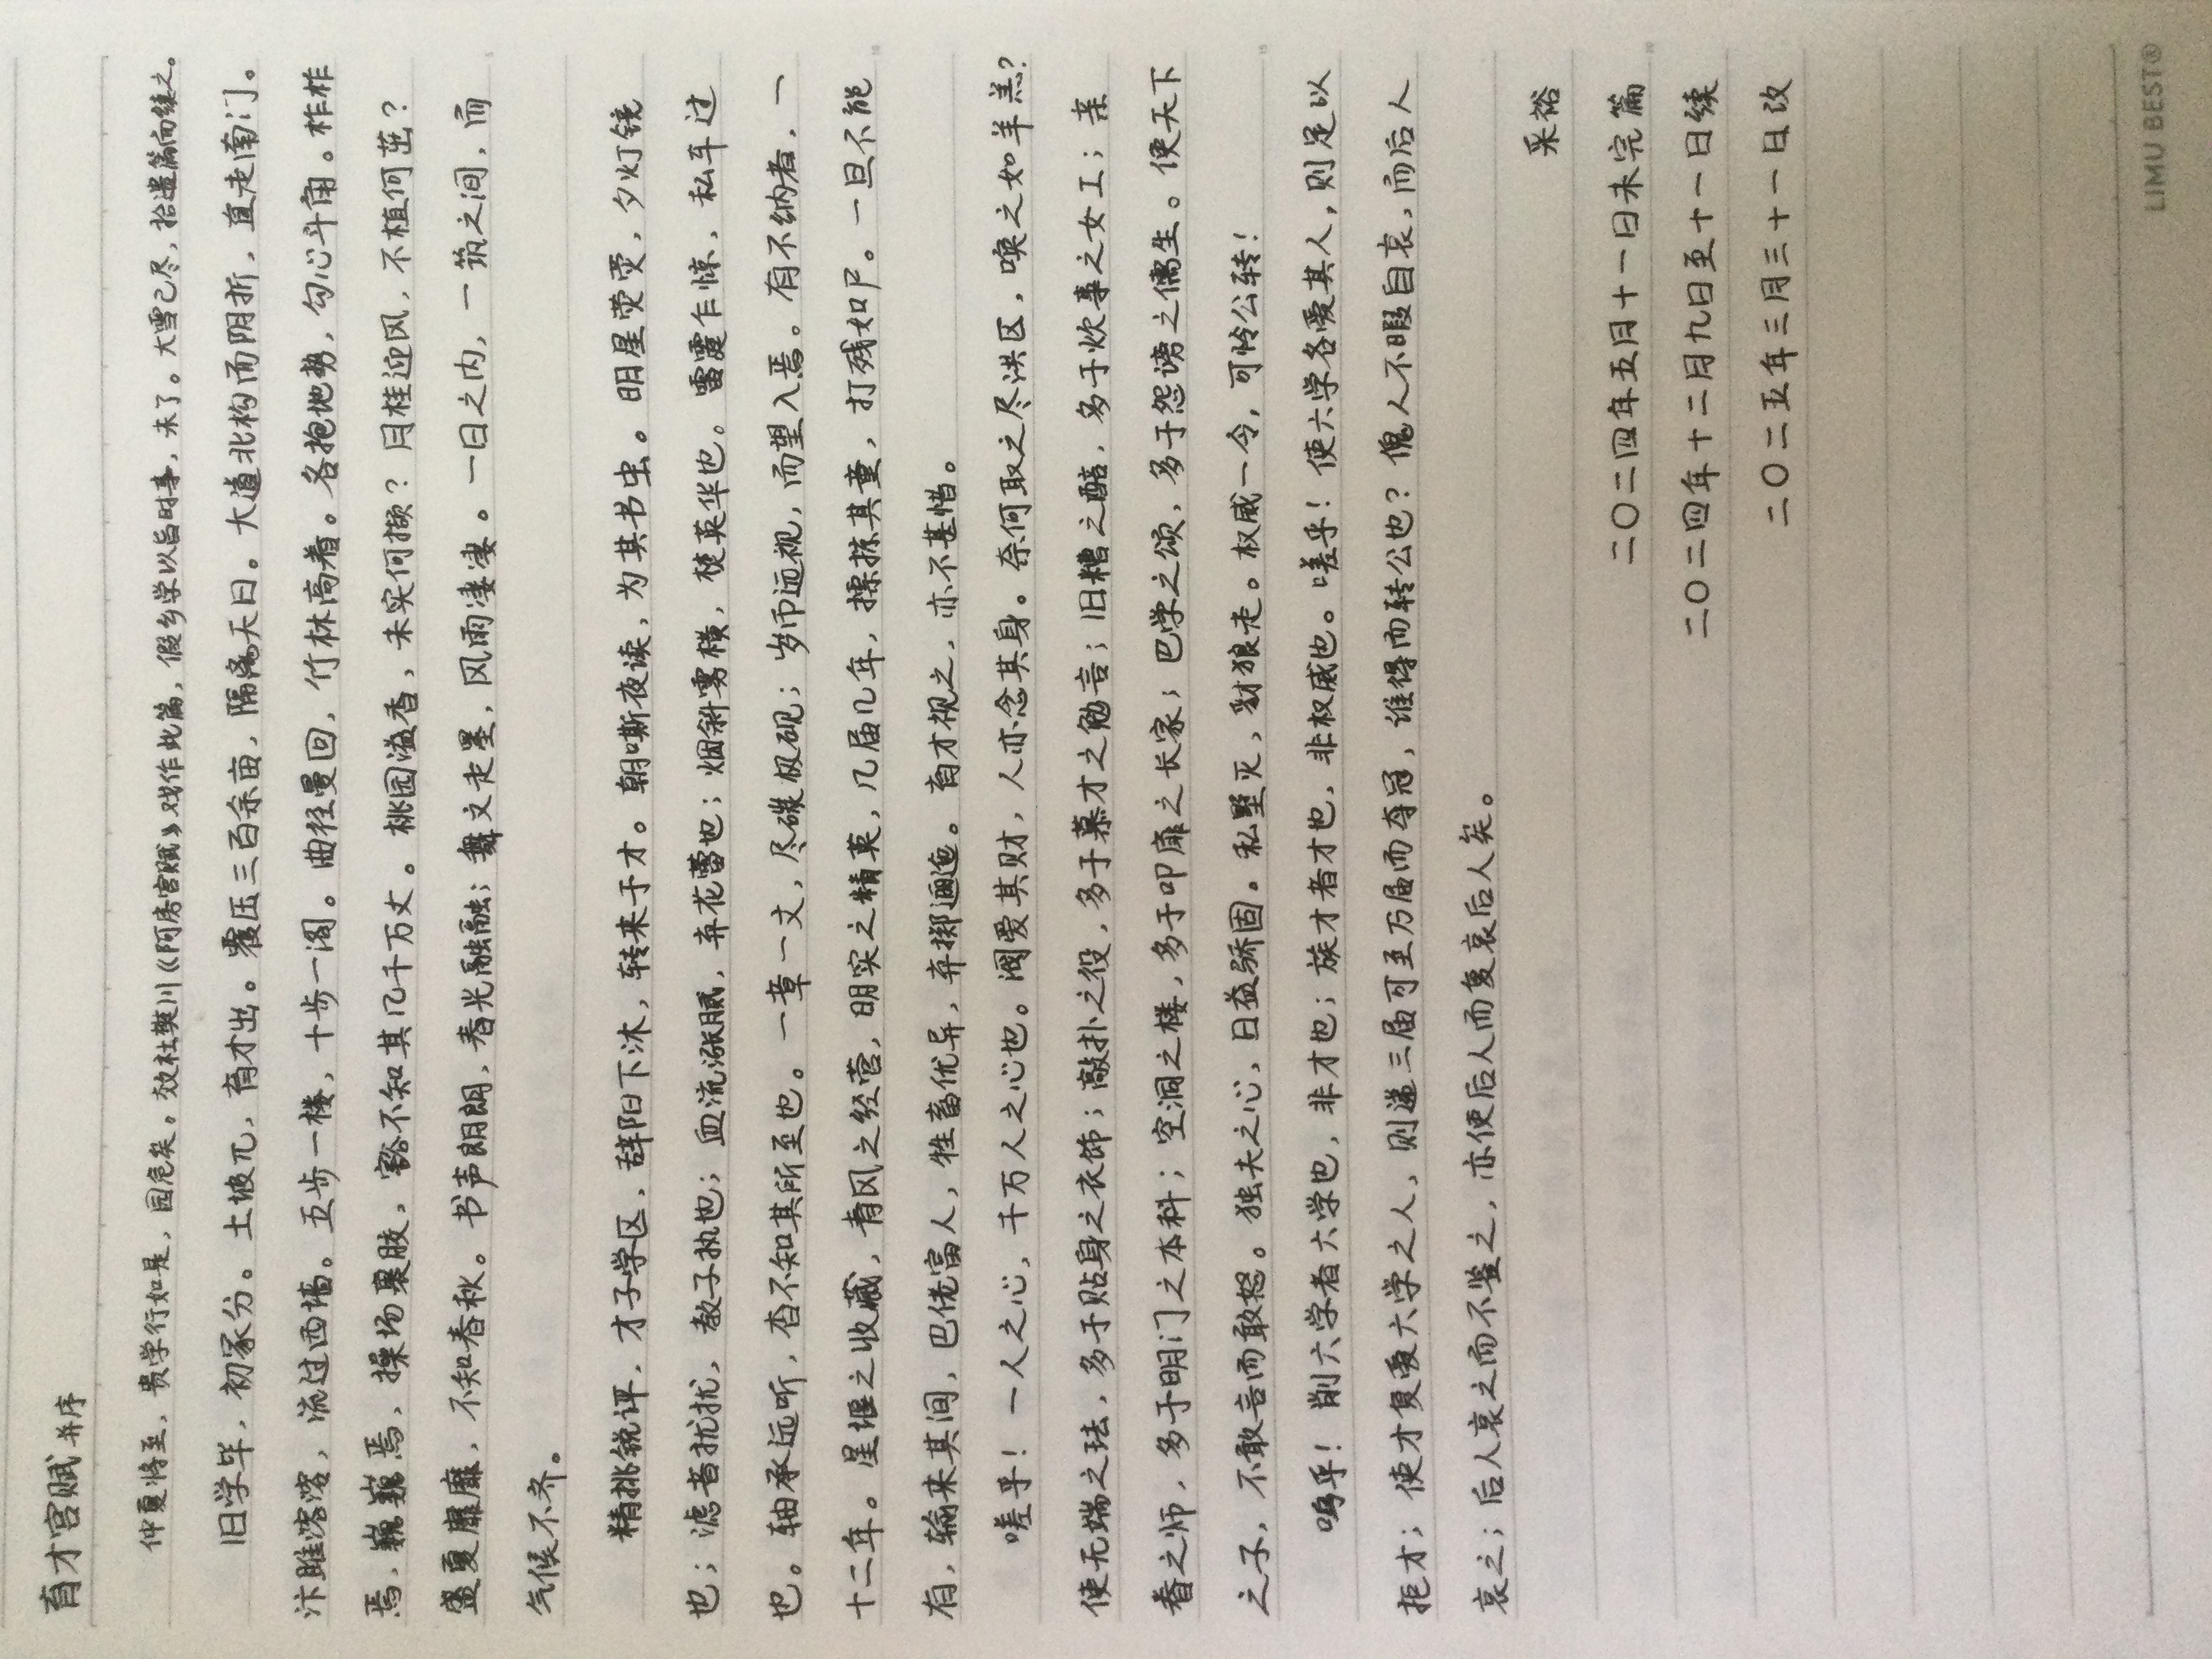 育才宫赋 并序
仲夏将至，贵学行如是，园危矣。效杜樊川《阿房宫赋》戏作此篇，假乡学以旨时事，未了。大雪已尽，拾遗篇而续之。
旧学毕，初冢分。土坡兀，育才出。覆压三百余亩，隔离天日。大道北构而阴折，直走南门。
汴雎溶溶，流过西墙。五步一楼，十步一阁。曲径曼回，竹林高着。各抱地势，勾心斗角。柞柞
焉，巍巍焉，操场裹胶，豁不知其几千万丈。桃园溢香，未实何撷？月桂迎风，不植何茁？
盛夏靡靡，不知春秋。书声朗朗，春光融融；舞文走墨，风雨凄凄。一日之内，一筑之间，而
气候不齐。
精挑锐评，才子学区，辞阳下沐，转来于才。朝嘶夜读，为其书虫。明星荧荧，夕灯镜
也；滤音扰扰，教子执也；血流涨腻，弃花蕾也；烟斜雾横，焚英华也。雷霆乍惊，私车过
也。轴承远听，杳不知其所至也。一章一文，尽碳极砚；岁币远视，而望入焉。有不纳者，一
十二年。星堰之收藏，青风之经营，明实之精英，几届几年，摽掠其童，打残如尸。一旦不能
有，输来其间，巴佬富人，牲畜优异，弃掷逦迤。育才视之，亦不甚惜。
嗟乎！一人之心，千万人之心也。阁爱其财，人亦念其身。奈何取之尽洪区，唤之如羊羔？
使无端之珐，多于贴身之衣饰；敲扑之役，多于慕才之勉言；旧糟之醅，多于炊事之女工；亲
眷之师，多于明门之本科；空洞之楼，多于叩扉之长家；巴学之颂，多于怨谤之儒生。使天下
之子，不敢言而敢怒。独夫之心，日益骄固。私墅灭，豺狼走。权威一令，可怜公转！
呜乎！削六学者六学也，非才也；族才者才也，非权威也。嗟乎！使六学各爱其人，则足以
拒才；使才复爱六学之人，则递三届可至万届而夺冠，谁得而转公也？傀人不暇自哀，而后人
哀之；后人哀之而不鉴之，亦使后人而复哀后人矣。
采裕
二〇二四年五月十一日未完篇
二〇二四年十二月九日至十一日续
二〇二五年三月三十一日改
LIMU BEST®